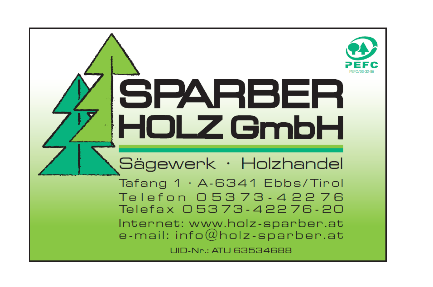 PEFC
SPARBER
HOLZ GmbH
Sägewerk · Holzhandel
Tafang 1 · A-6341 Ebbs/Tirol
Telefon 05373-42276
Telefax 05373-42276-20
Internet: www.holz-sparber.at
e-mail: info@holz-sparber.at
UID-Nr.: ATU 63534688